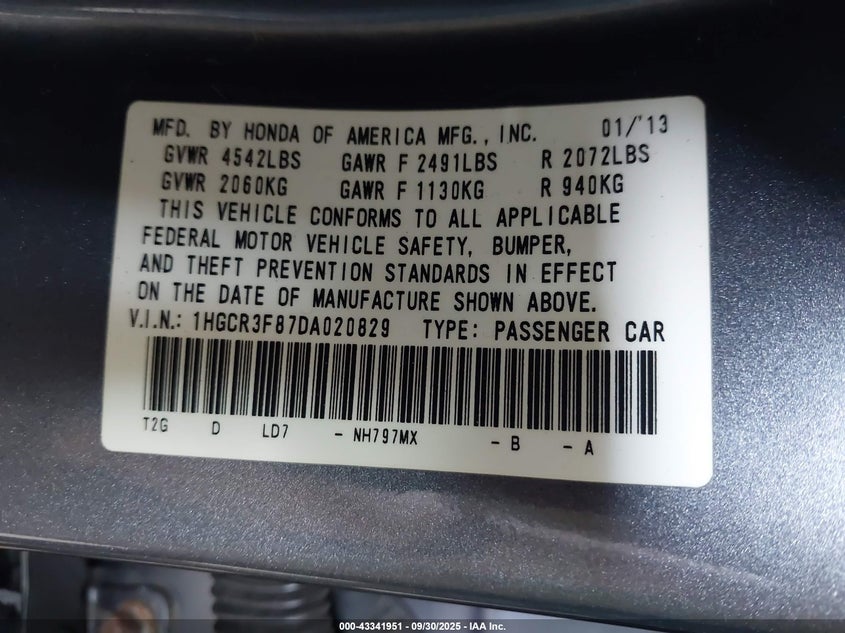 MFD. BY HONDA OF AMERICA MFG., INC. 01/'13
GVWR 4542LBS GAWR F 2491LBS R 2072LBS
GVWR 2060KG GAWR F 1130KG R 940KG
THIS VEHICLE CONFORMS TO ALL APPLICABLE
FEDERAL MOTOR VEHICLE SAFETY, BUMPER,
AND THEFT PREVENTION STANDARDS IN EFFECT
ON THE DATE OF MANUFACTURE SHOWN ABOVE.
V.I.N.: 1HGCR3F87DA020829 TYPE: PASSENGER CAR
T2G D LD7 - NH797MX - B - A
000-43341951 - 09/30/2025 - IAA Inc.